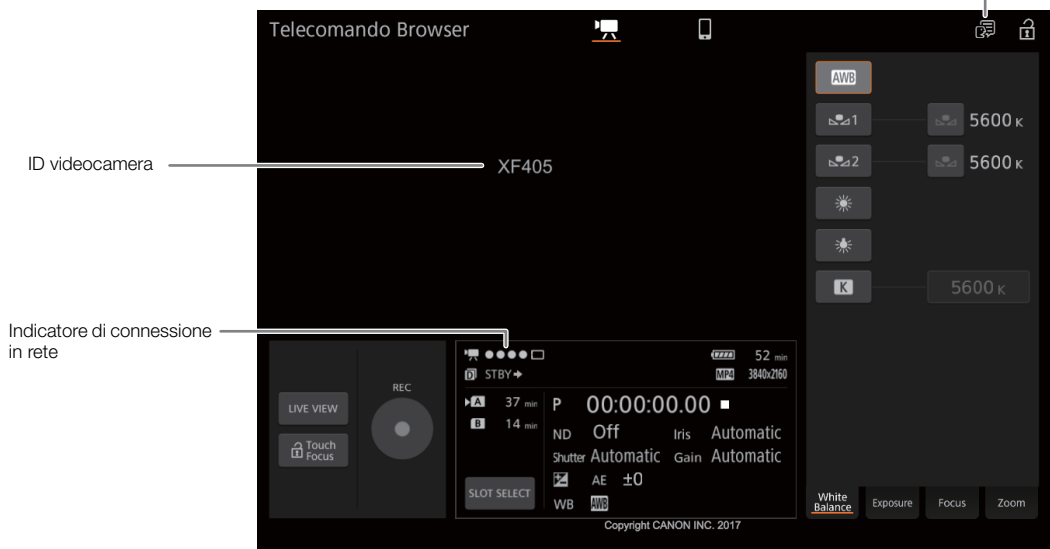 Telecomando Browser
AWB
1 5600 K
ID videocamera
XF405
2 5600 K
K 5600 K
Indicatore di connessione
in rete
52 min
D STBY
MP4 3840x2160
REC
LIVE VIEW
Touch
Focus
A 37 min
B 14 min
SLOT SELECT
P 00:00:00.00
ND Off Iris Automatic
Shutter Automatic Gain Automatic
AE ±0
WB AWB
White
Balance
Exposure
Focus
Zoom
Copyright CANON INC. 2017